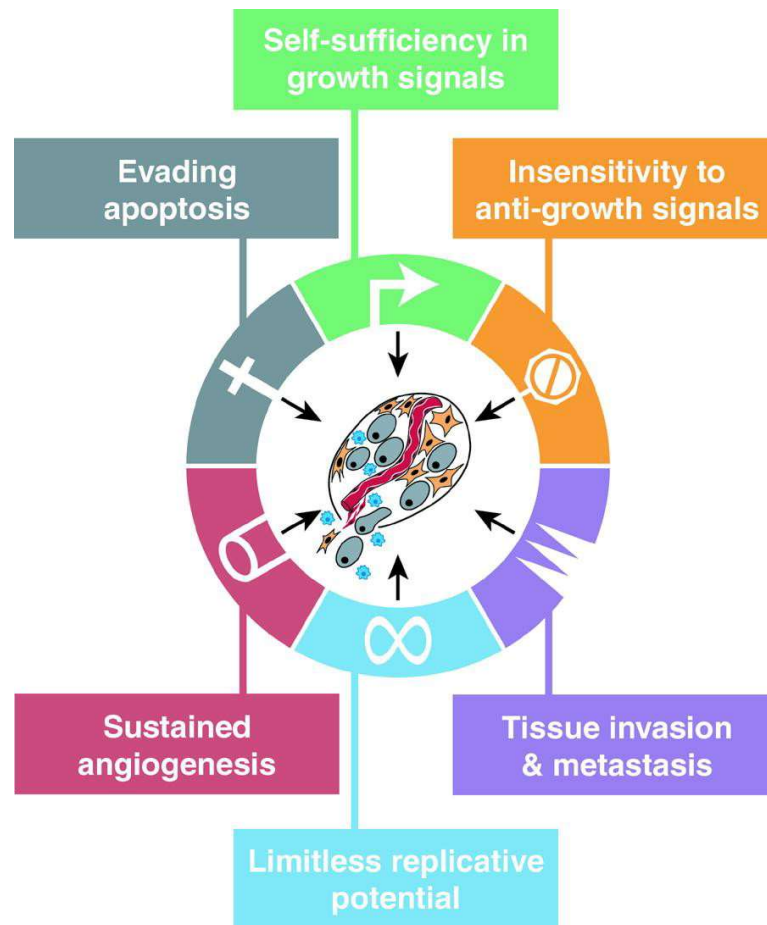 Self-sufficiency in
growth signals
Evading
apoptosis
Insensitivity to
anti-growth signals
Sustained
angiogenesis
Tissue invasion
& metastasis
Limitless replicative
potential